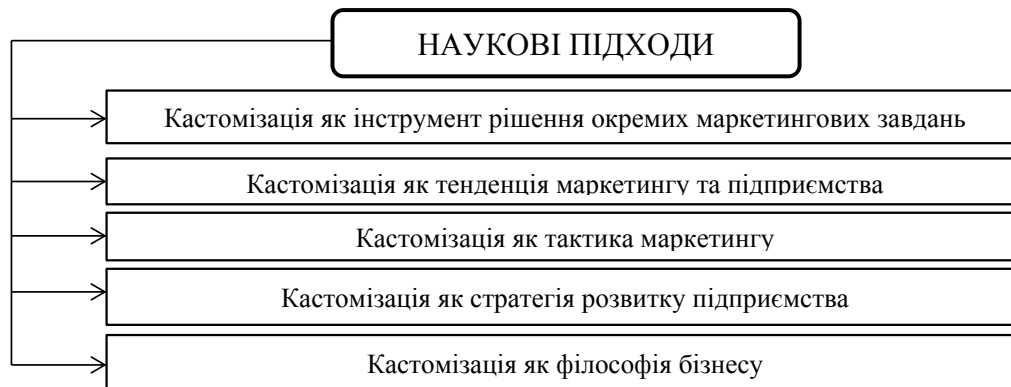 НАУКОВІ ПІДХОДИ
Кастомізація як інструмент рішення окремих маркетингових завдань
Кастомізація як тенденція маркетингу та підприємства
Кастомізація як тактика маркетингу
Кастомізація як стратегія розвитку підприємства
Кастомізація як філософія бізнесу